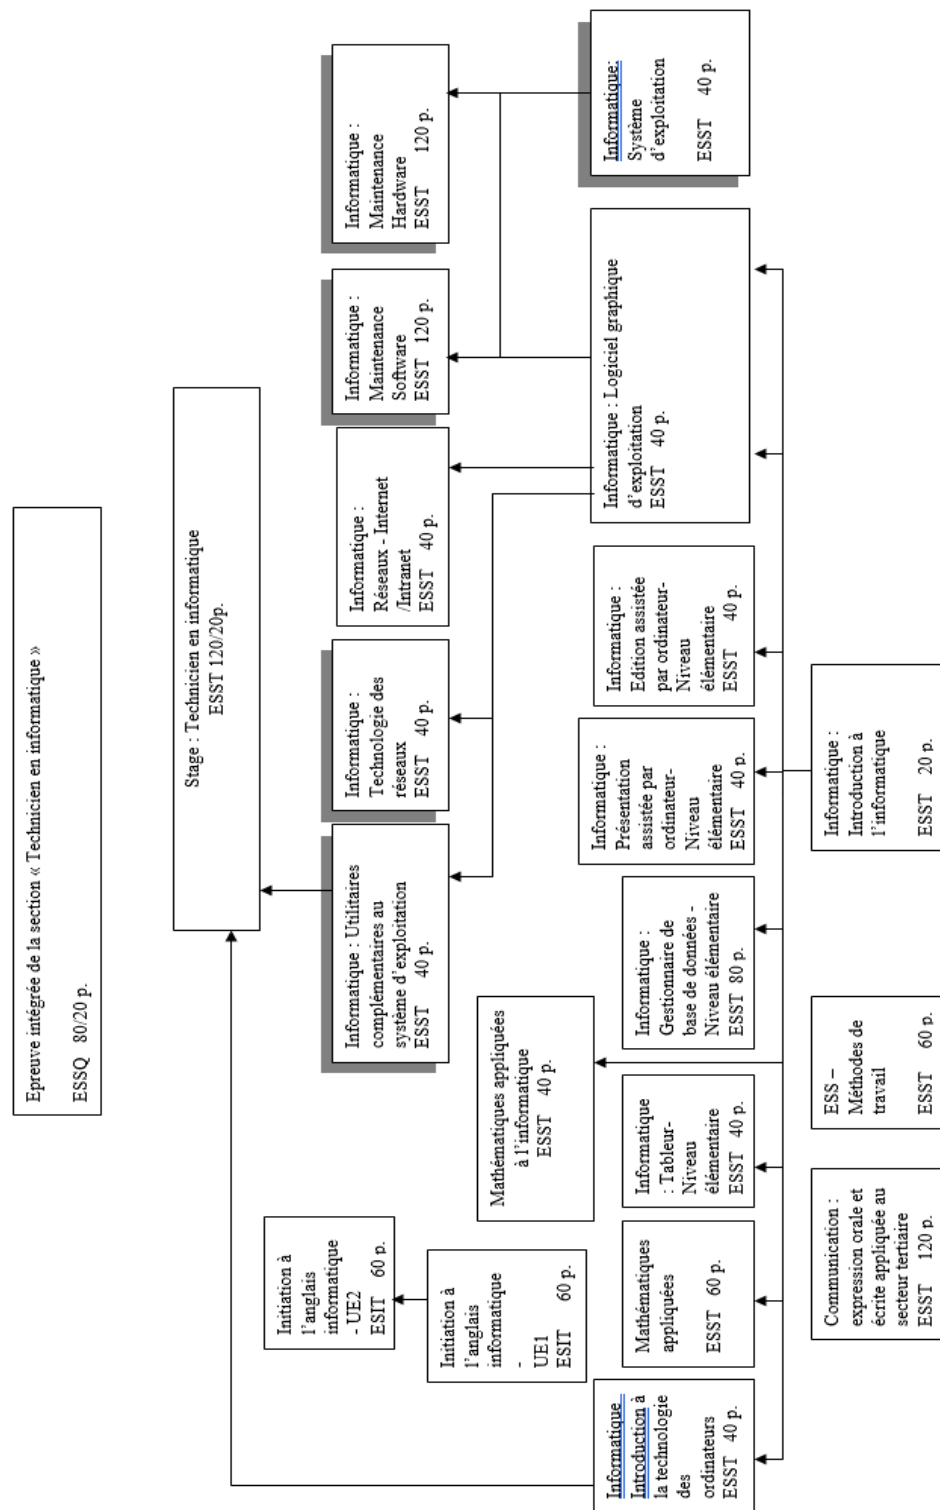 Epreuve intégrée de la section « Technicien en informatique »
ESSQ 80/20 p.
Stage : Technicien en informatique
ESST 120/20p.
Initiation à
l’anglais
informatique
- UE2
ESIT 60 p.
Initiation à
l’anglais
informatique
-
UE1
ESIT 60 p.
Informatique : Utilitaires
complémentaires au
système d’exploitation
ESST 40 p.
Informatique :
Technologie des
réseaux
ESST 40 p.
Informatique :
Réseaux - Internet
/Intranet
ESST 40 p.
Informatique :
Maintenance
Software
ESST 120 p.
Informatique :
Maintenance
Hardware
ESST 120 p.
Mathématiques appliquées
à l’informatique
ESST 40 p.
Informatique
Introduction à
la technologie
des
ordinateurs
ESST 40 p.
Mathématiques
appliquées
ESST 60 p.
Informatique
: Tableur-
Niveau
élémentaire
ESST 40 p.
Informatique :
Gestionnaire de
base de données -
Niveau élémentaire
ESST 80 p.
Informatique :
Présentation
assistée par
ordinateur-
Niveau
élémentaire
ESST 40 p.
Informatique :
Edition assistée
par ordinateur-
Niveau
élémentaire
ESST 40 p.
Informatique : Logiciel graphique
d’exploitation
ESST 40 p.
Informatique:
Système
d’exploitation
ESST 40 p.
Communication :
expression orale et
écrite appliquée au
secteur tertiaire
ESST 120 p.
ESS –
Méthodes de
travail
ESST 60 p.
Informatique :
Introduction à
l’informatique
ESST 20 p.